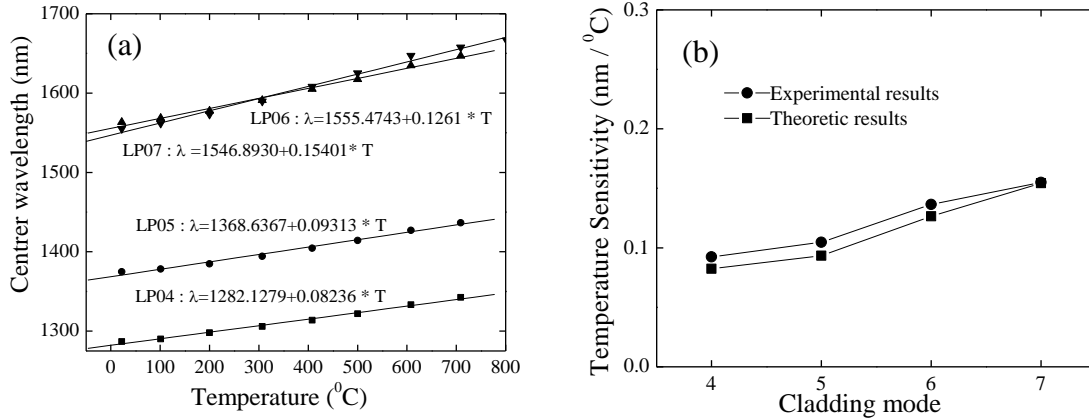 (a)
1700
1600
1500
1400
1300
Centrer wavelength (nm)
LP06 : λ=1555.4743+0.1261 * T
LP07 : λ=1546.8930+0.15401* T
LP05 : λ=1368.6367+0.09313 * T
LP04 : λ=1282.1279+0.08236 * T
0 100 200 300 400 500 600 700 800
Temperature (⁰C)
(b)
0.3
0.2
0.1
0.0
Temperature Sensitivity (nm / ⁰C)
Experimental results
Theoretic results
4 5 6 7
Cladding mode